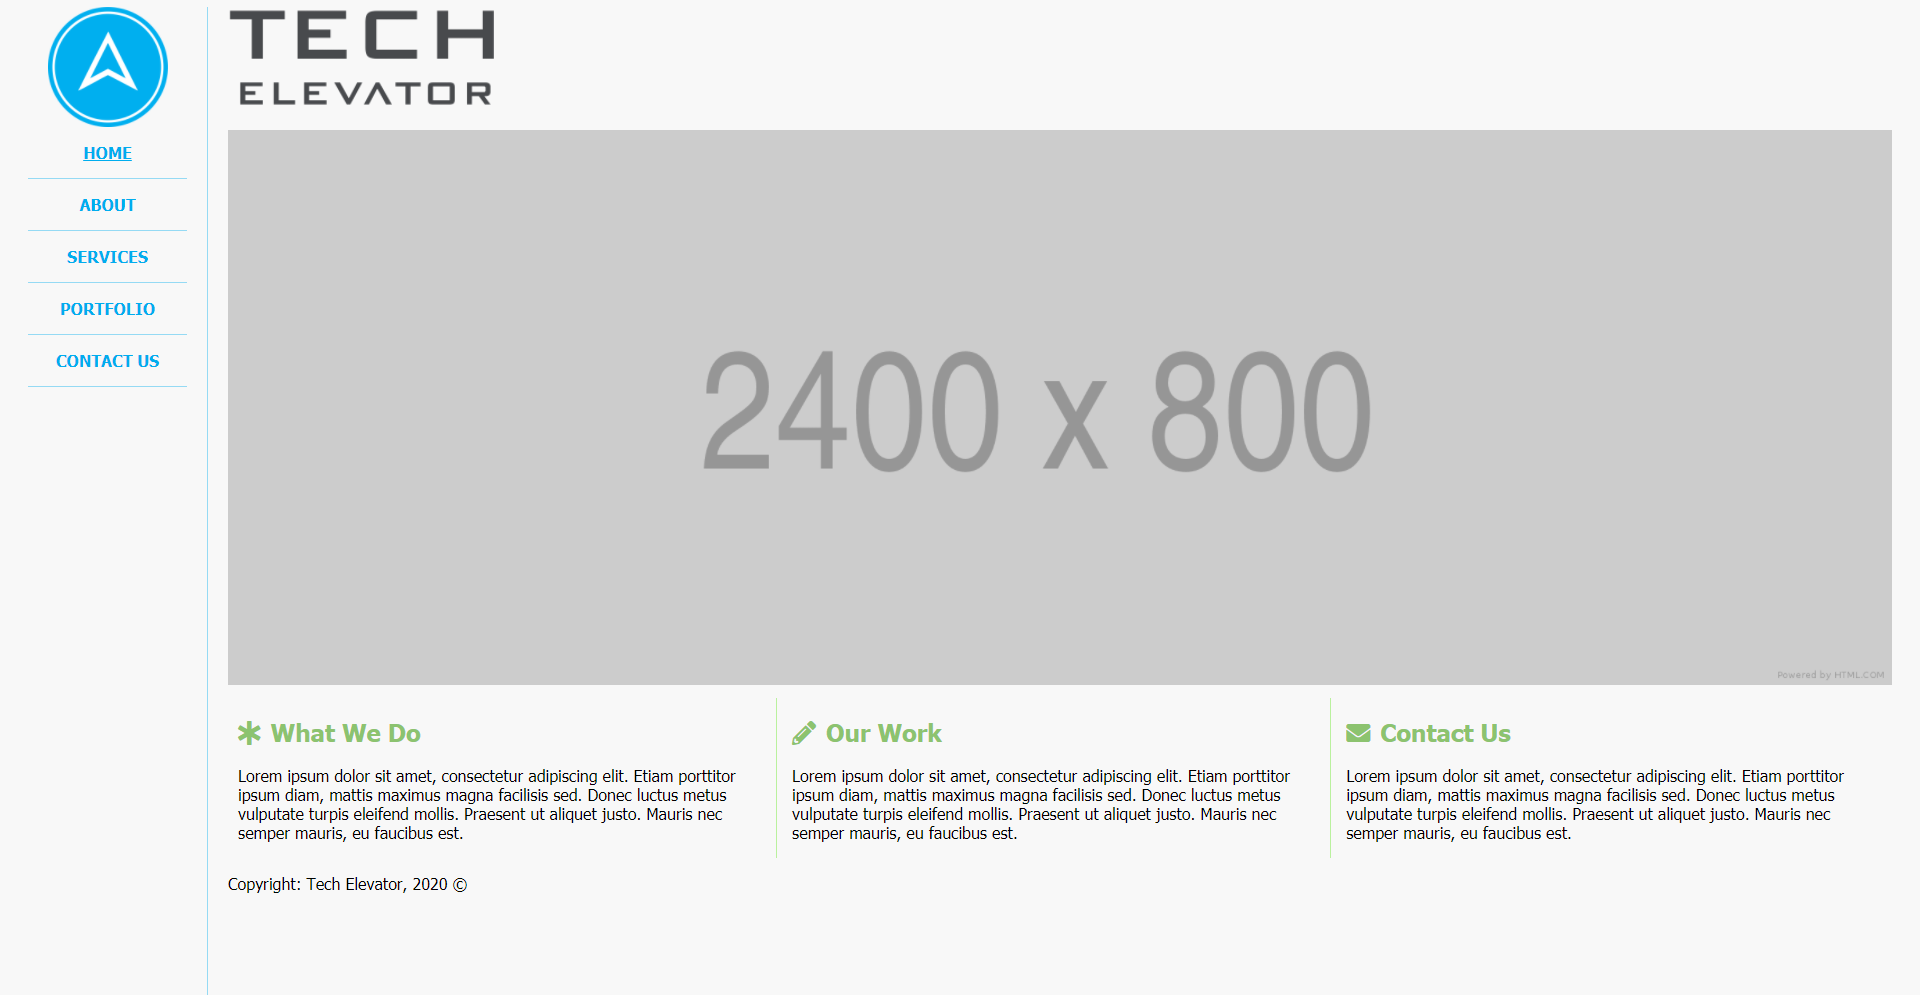 TECH
ELEVATOR
HOME
ABOUT
SERVICES
PORTFOLIO
CONTACT US
2400 x 800
Powered by HTML.COM
What We Do
Lorem ipsum dolor sit amet, consectetur adipiscing elit. Etiam porttitor
ipsum diam, mattis maximus magna facilisis sed. Donec luctus metus
vulputate turpis eleifend mollis. Praesent ut aliquet justo. Mauris nec
semper mauris, eu faucibus est.
Our Work
Lorem ipsum dolor sit amet, consectetur adipiscing elit. Etiam porttitor
ipsum diam, mattis maximus magna facilisis sed. Donec luctus metus
vulputate turpis eleifend mollis. Praesent ut aliquet justo. Mauris nec
semper mauris, eu faucibus est.
Contact Us
Lorem ipsum dolor sit amet, consectetur adipiscing elit. Etiam porttitor
ipsum diam, mattis maximus magna facilisis sed. Donec luctus metus
vulputate turpis eleifend mollis. Praesent ut aliquet justo. Mauris nec
semper mauris, eu faucibus est.
Copyright: Tech Elevator, 2020 ©